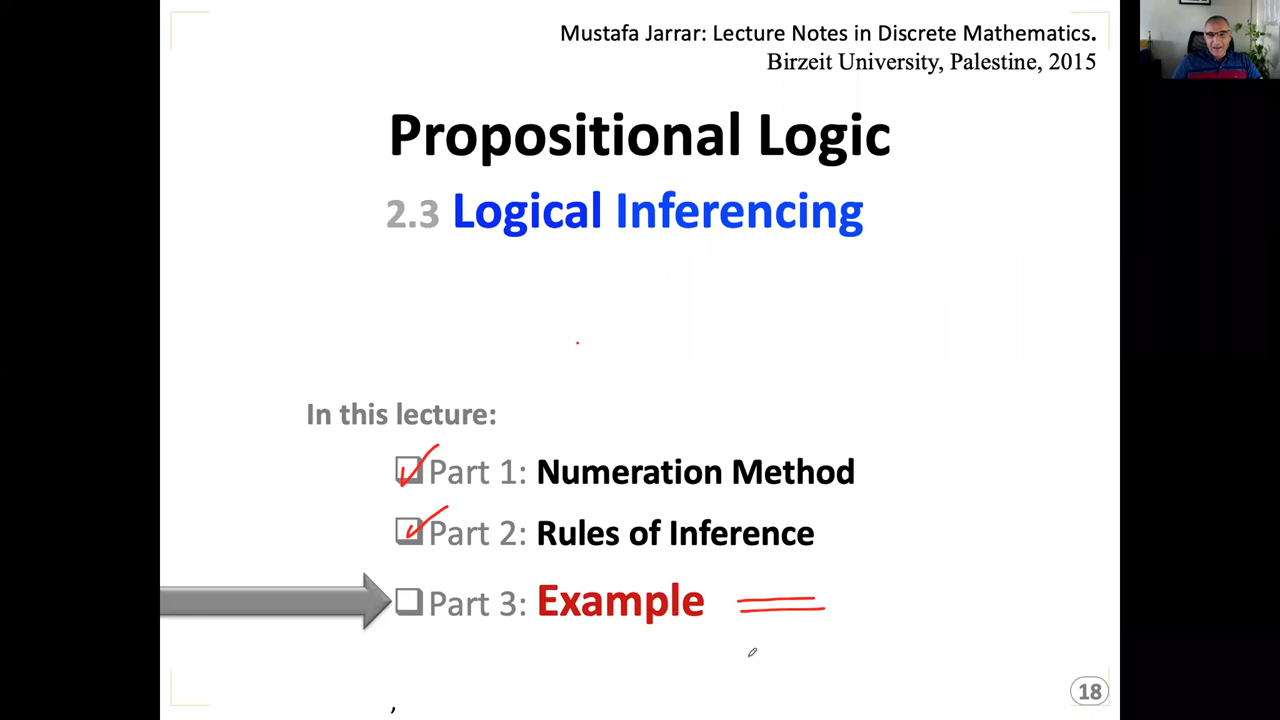 Mustafa Jarrar: Lecture Notes in Discrete Mathematics.
Birzeit University, Palestine, 2015
Propositional Logic
2.3 Logical Inferencing
In this lecture:
Part 1: Numeration Method
Part 2: Rules of Inference
Part 3: Example
18
,